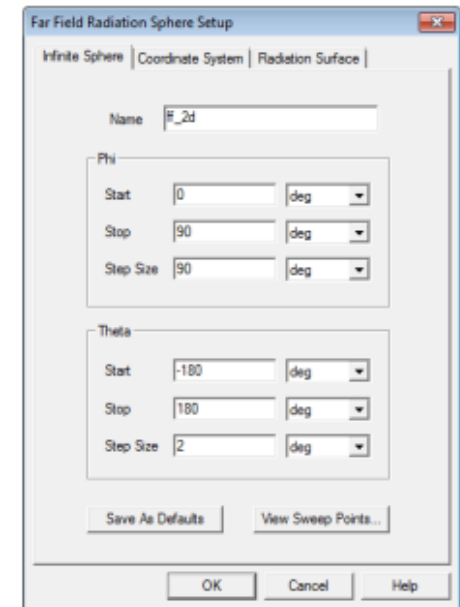 Far Field Radiation Sphere Setup
Infinite Sphere Coordinate System Radiation Surface
Name ff_2d
Phi
Start 0 deg
Stop 90 deg
Step Size 90 deg
Theta
Start -180 deg
Stop 180 deg
Step Size 2 deg
Save As Defaults View Sweep Points...
OK Cancel Help